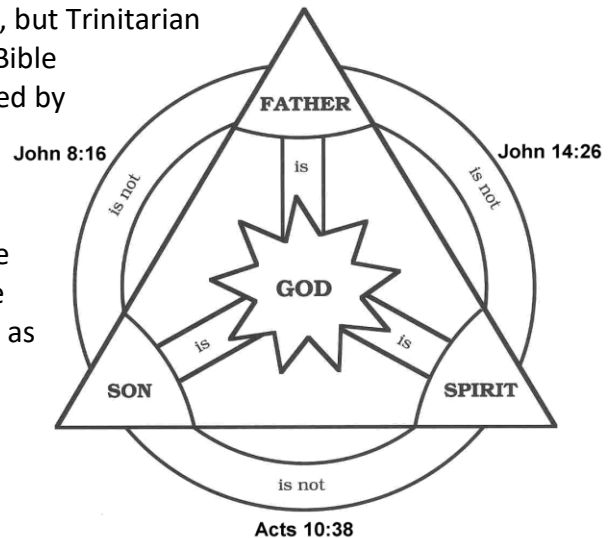 , but Trinitarian
Bible
ed by
e
e
as
FATHER
John 8:16
John 14:26
is not
is
is not
GOD
is
is
SON
SPIRIT
is not
Acts 10:38